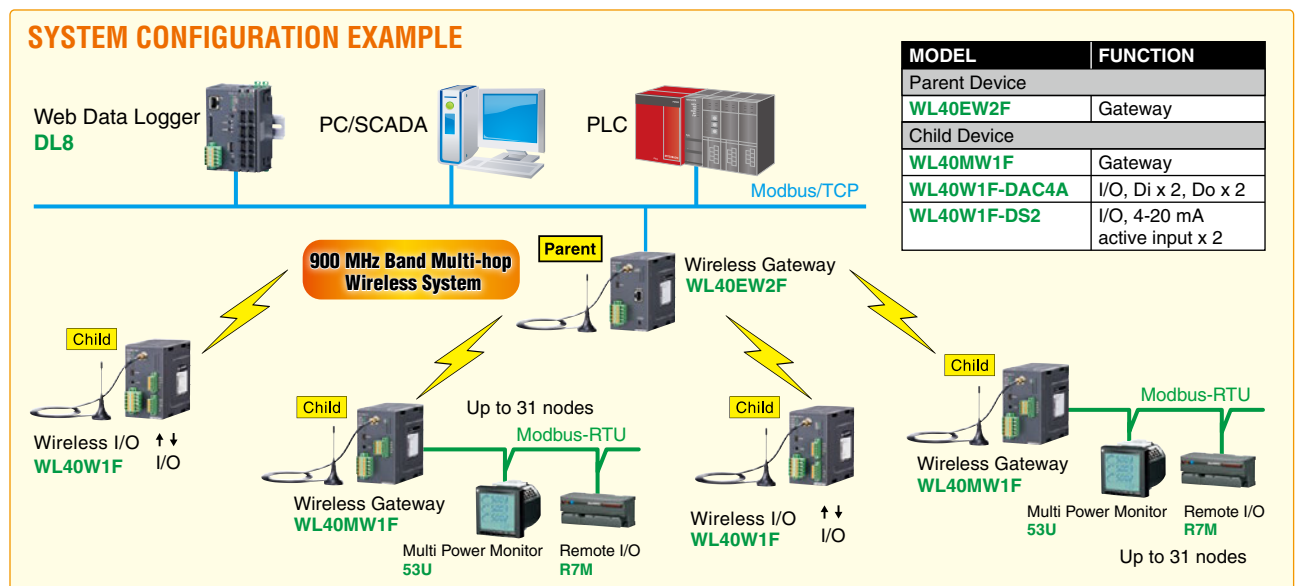 SYSTEM CONFIGURATION EXAMPLE
MODEL FUNCTION
Parent Device
WL40EW2F Gateway
Child Device
WL40MW1F Gateway
WL40W1F-DAC4A I/O, Di x 2, Do x 2
WL40W1F-DS2 I/O, 4-20 mA
active input x 2
Web Data Logger
DL8
PC/SCADA
PLC
Modbus/TCP
900 MHz Band Multi-hop
Wireless System
Parent
Wireless Gateway
WL40EW2F
Child
Wireless I/O
WL40W1F
I/O
Child
Up to 31 nodes
Modbus-RTU
Wireless Gateway
WL40MW1F
Multi Power Monitor
53U
Remote I/O
R7M
Child
Wireless I/O
WL40W1F
I/O
Child
Modbus-RTU
Wireless Gateway
WL40MW1F
Multi Power Monitor
53U
Remote I/O
R7M
Up to 31 nodes